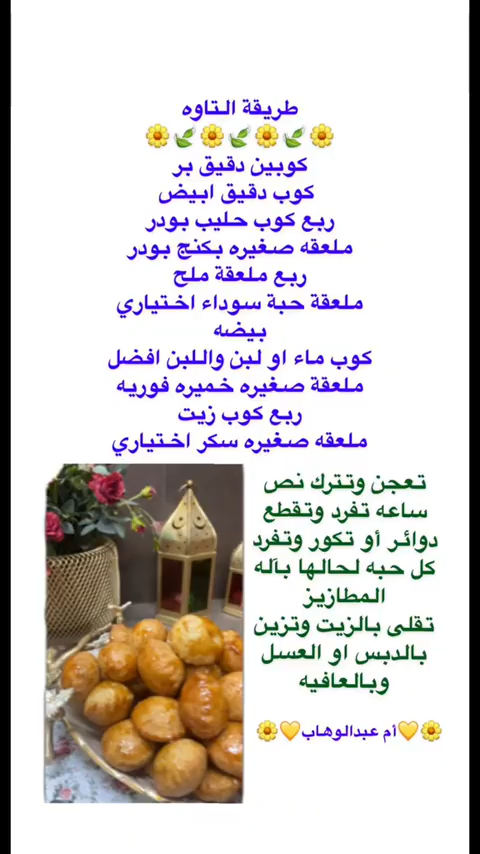 طريقة التاوه
🌼🍃🌼🍃🌼🍃🌼
كوبين دقيق بر
كوب دقيق ابيض
ربع كوب حليب بودر
ملعقه صغيره بكنج بودر
ربع ملعقة ملح
ملعقة حبة سوداء اختياري
بيضه
كوب ماء او لبن واللبن افضل
ملعقة صغيره خميره فوريه
ربع كوب زيت
ملعقه صغيره سكر اختياري
تعجن وتترك نص
ساعه تفرد وتقطع
دوائر أو تكور وتفرد
كل حبه لحالها بآله
المطازيز
تقلى بالزيت وتزين
بالدبس او العسل
وبالعافيه
🌼💛أم عبدالوهاب💛🌼